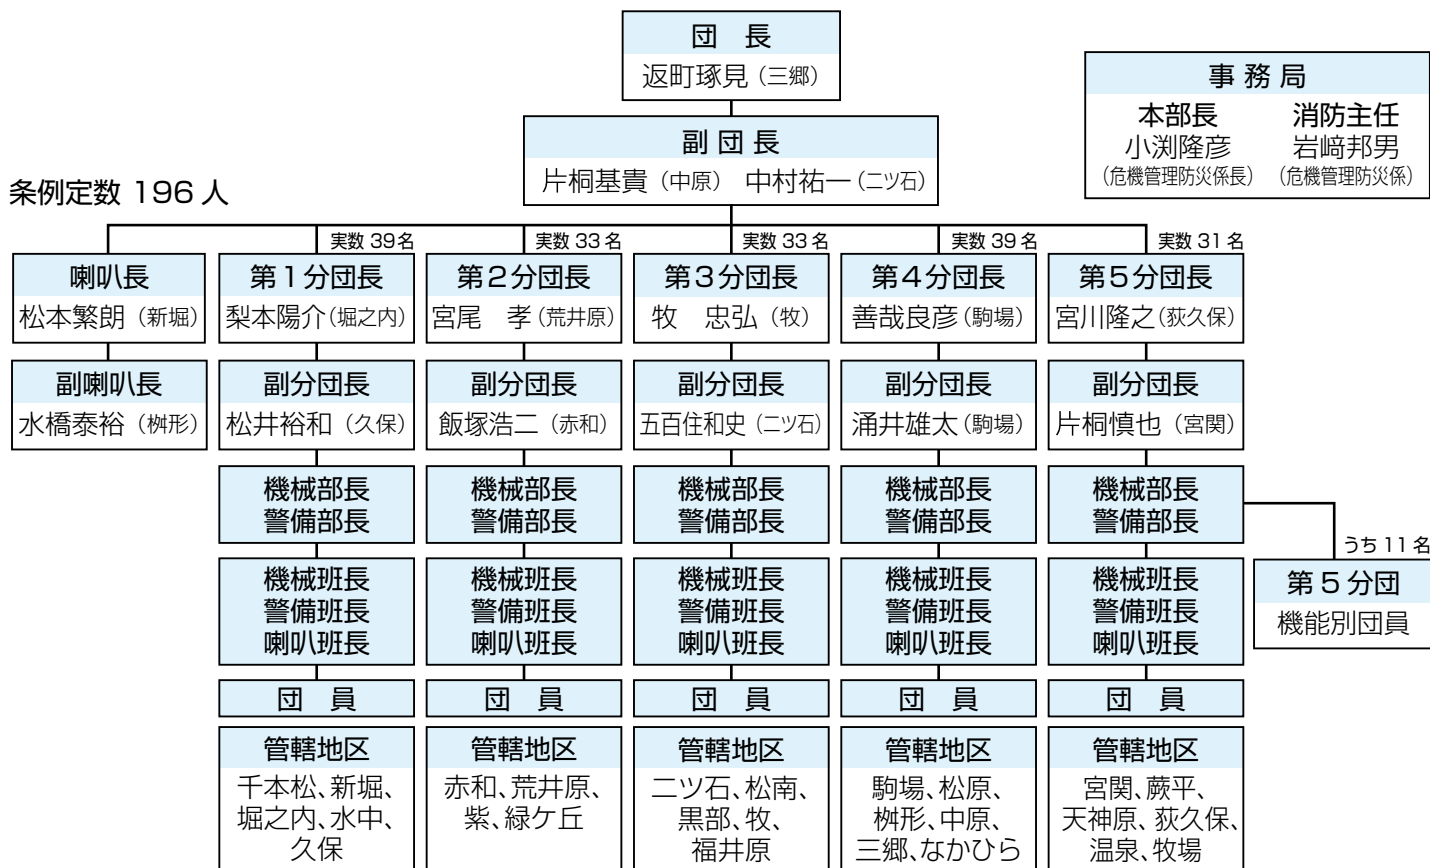 団 長
返町琢見（三郷）
事 務 局
本部長 消防主任
小渕隆彦 岩﨑邦男
（危機管理防災係長）（危機管理防災係）
副 団 長
片桐基貴（中原） 中村祐一（二ツ石）
条例定数 196 人
実数 39 名 実数 33 名 実数 33 名 実数 39 名 実数 31 名
喇叭長 第1分団長 第2分団長 第3分団長 第4分団長 第5分団長
松本繁朗（新堀） 梨本陽介（堀之内） 宮尾 孝（荒井原） 牧 忠弘（牧） 善哉良彦（駒場） 宮川隆之（荻久保）
副喇叭長 副分団長 副分団長 副分団長 副分団長 副分団長
水橋泰裕（桝形） 松井裕和（久保） 飯塚浩二（赤和） 五百住和史（二ツ石） 涌井雄太（駒場） 片桐慎也（宮関）
機械部長 機械部長 機械部長 機械部長 機械部長
警備部長 警備部長 警備部長 警備部長 警備部長
うち 11 名
機械班長 機械班長 機械班長 機械班長 機械班長 第 5 分団
警備班長 警備班長 警備班長 警備班長 警備班長 機能別団員
喇叭班長 喇叭班長 喇叭班長 喇叭班長 喇叭班長
団 員 団 員 団 員 団 員 団 員
管轄地区 管轄地区 管轄地区 管轄地区 管轄地区
千本松、新堀、 赤和、荒井原、 二ツ石、松南、 駒場、松原、 宮関、蕨平、
堀之内、水中、 紫、緑ケ丘 黒部、牧、 桝形、中原、 天神原、荻久保、
久保 福井原 三郷、なかひら 温泉、牧場